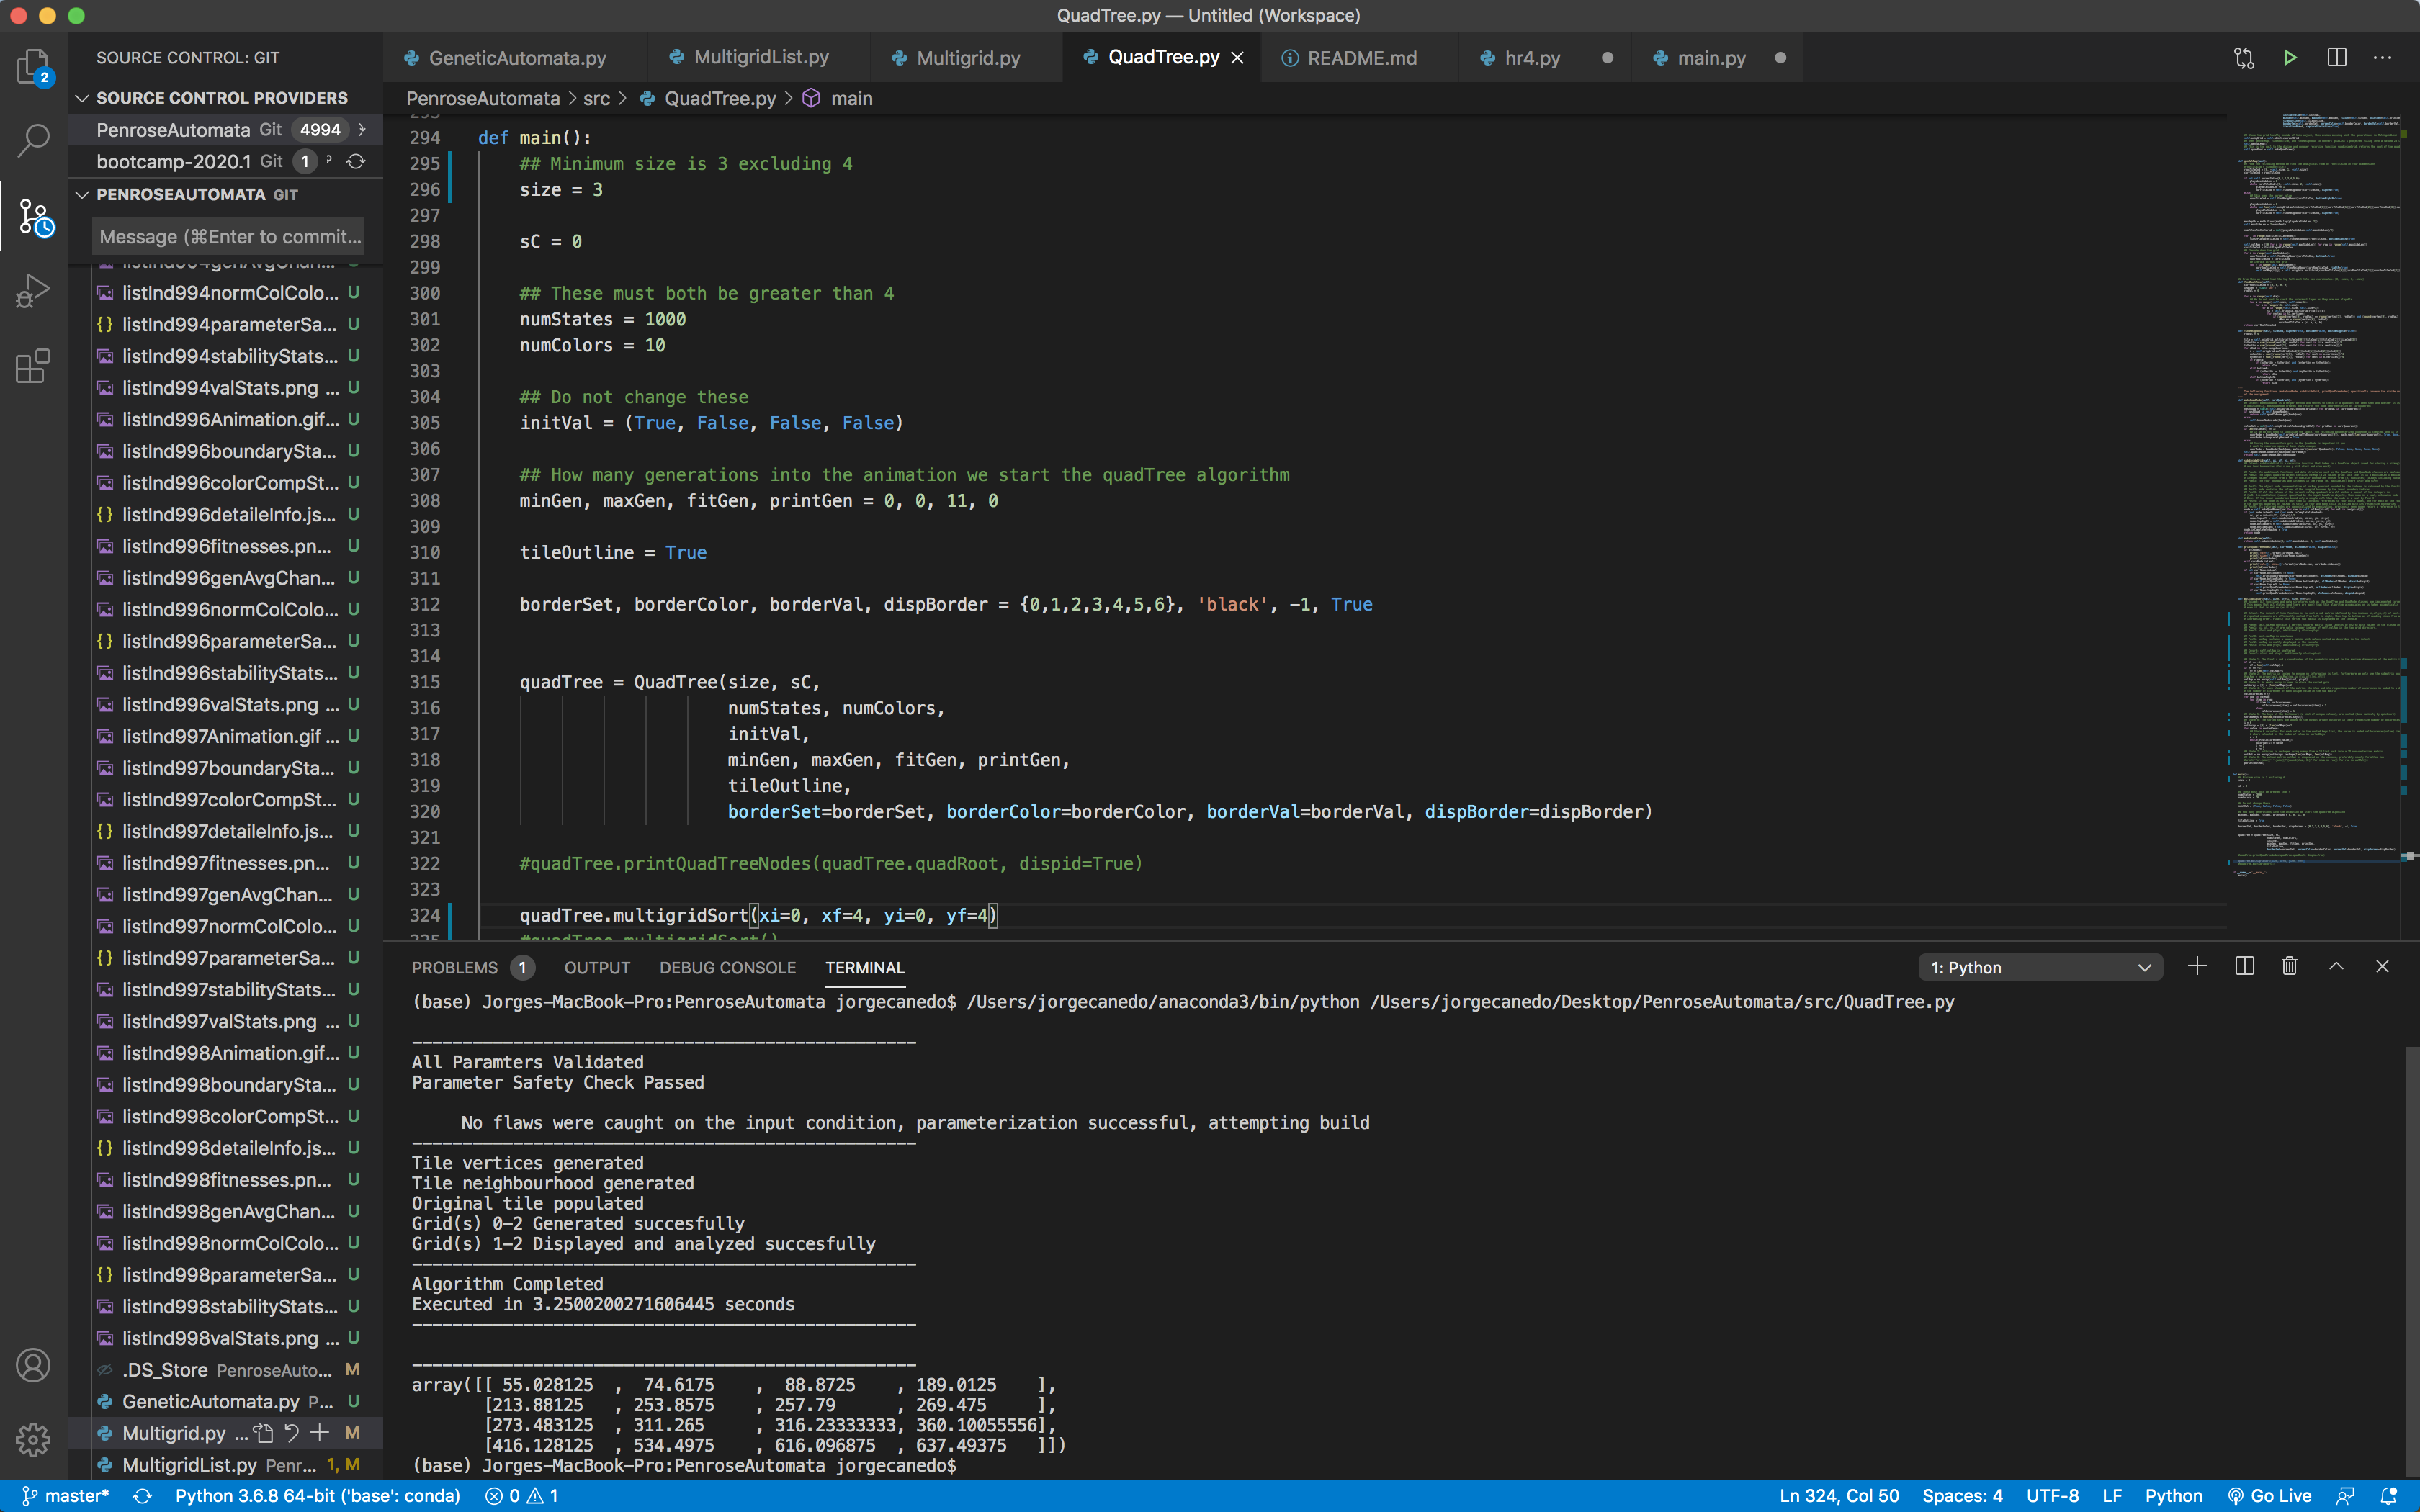 QuadTree.py — Untitled (Workspace)
2
SOURCE CONTROL: GIT
SOURCE CONTROL PROVIDERS
PenroseAutomata Git 4994
bootcamp-2020.1 Git 1
PENROSEAUTOMATA GIT
Message (⌘Enter to commit...
listInd994genAvgChan...
listInd994normColColo... U
{} listInd994parameterSa... U
listInd994stabilityStats... U
listInd994valStats.png ... U
listInd996Animation.gif... U
listInd996boundarySta... U
listInd996colorCompSt... U
{} listInd996detaileInfo.js... U
listInd996fitnesses.pn... U
listInd996genAvgChan... U
listInd996normColColo... U
{} listInd996parameterSa... U
listInd996stabilityStats... U
listInd996valStats.png ... U
listInd997Animation.gif ... U
listInd997boundarySta... U
listInd997colorCompSt... U
{} listInd997detaileInfo.js... U
listInd997fitnesses.pn... U
listInd997genAvgChan... U
listInd997normColColo... U
{} listInd997parameterSa... U
listInd997stabilityStats... U
listInd997valStats.png ... U
listInd998Animation.gif... U
listInd998boundarySta... U
listInd998colorCompSt... U
{} listInd998detaileInfo.js... U
listInd998fitnesses.pn... U
listInd998genAvgChan... U
listInd998normColColo... U
{} listInd998parameterSa... U
listInd998stabilityStats... U
listInd998valStats.png ... U
.DS_Store PenroseAuto... M
GeneticAutomata.py P... U
Multigrid.py ... M
MultigridList.py Penr... 1, M
GeneticAutomata.py MultigridList.py Multigrid.py QuadTree.py README.md hr4.py main.py
PenroseAutomata > src > QuadTree.py > main
293
294 def main():
295 ## Minimum size is 3 excluding 4
296 size = 3
297
298 sC = 0
299
300 ## These must both be greater than 4
301 numStates = 1000
302 numColors = 10
303
304 ## Do not change these
305 initVal = (True, False, False, False)
306
307 ## How many generations into the animation we start the quadTree algorithm
308 minGen, maxGen, fitGen, printGen = 0, 0, 11, 0
309
310 tileOutline = True
311
312 borderSet, borderColor, borderVal, dispBorder = {0,1,2,3,4,5,6}, 'black', -1, True
313
314
315 quadTree = QuadTree(size, sC,
316 numStates, numColors,
317 initVal,
318 minGen, maxGen, fitGen, printGen,
319 tileOutline,
320 borderSet=borderSet, borderColor=borderColor, borderVal=borderVal, dispBorder=dispBorder)
321
322 #quadTree.printQuadTreeNodes(quadTree.quadRoot, dispid=True)
323
324 quadTree.multigridSort(xi=0, xf=4, yi=0, yf=4)
325 #quadTree.multigridSort()
PROBLEMS 1 OUTPUT DEBUG CONSOLE TERMINAL 1: Python
(base) Jorges-MacBook-Pro:PenroseAutomata jorgecanedo$ /Users/jorgecanedo/anaconda3/bin/python /Users/jorgecanedo/Desktop/PenroseAutomata/src/QuadTree.py
__________________________________________________
All Paramters Validated
Parameter Safety Check Passed
No flaws were caught on the input condition, parameterization successful, attempting build
__________________________________________________
Tile vertices generated
Tile neighbourhood generated
Original tile populated
Grid(s) 0-2 Generated succesfully
Grid(s) 1-2 Displayed and analyzed succesfully
__________________________________________________
Algorithm Completed
Executed in 3.2500200271606445 seconds
__________________________________________________
__________________________________________________
array([[ 55.028125 , 74.6175 , 88.8725 , 189.0125 ],
[213.88125 , 253.8575 , 257.79 , 269.475 ],
[273.483125 , 311.265 , 316.23333333, 360.10055556],
[416.128125 , 534.4975 , 616.096875 , 637.49375 ]])
(base) Jorges-MacBook-Pro:PenroseAutomata jorgecanedo$
master* Python 3.6.8 64-bit ('base': conda) 0 1 Ln 324, Col 50 Spaces: 4 UTF-8 LF Python Go Live